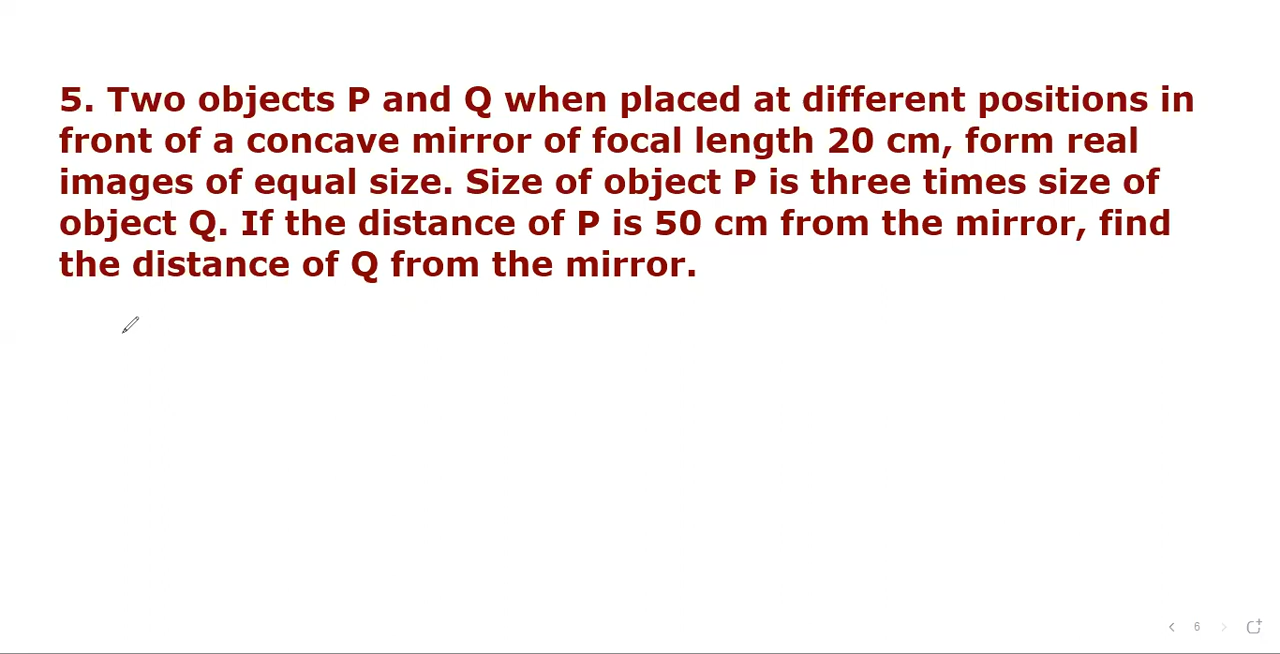 5. Two objects P and Q when placed at different positions in
front of a concave mirror of focal length 20 cm, form real
images of equal size. Size of object P is three times size of
object Q. If the distance of P is 50 cm from the mirror, find
the distance of Q from the mirror.
6